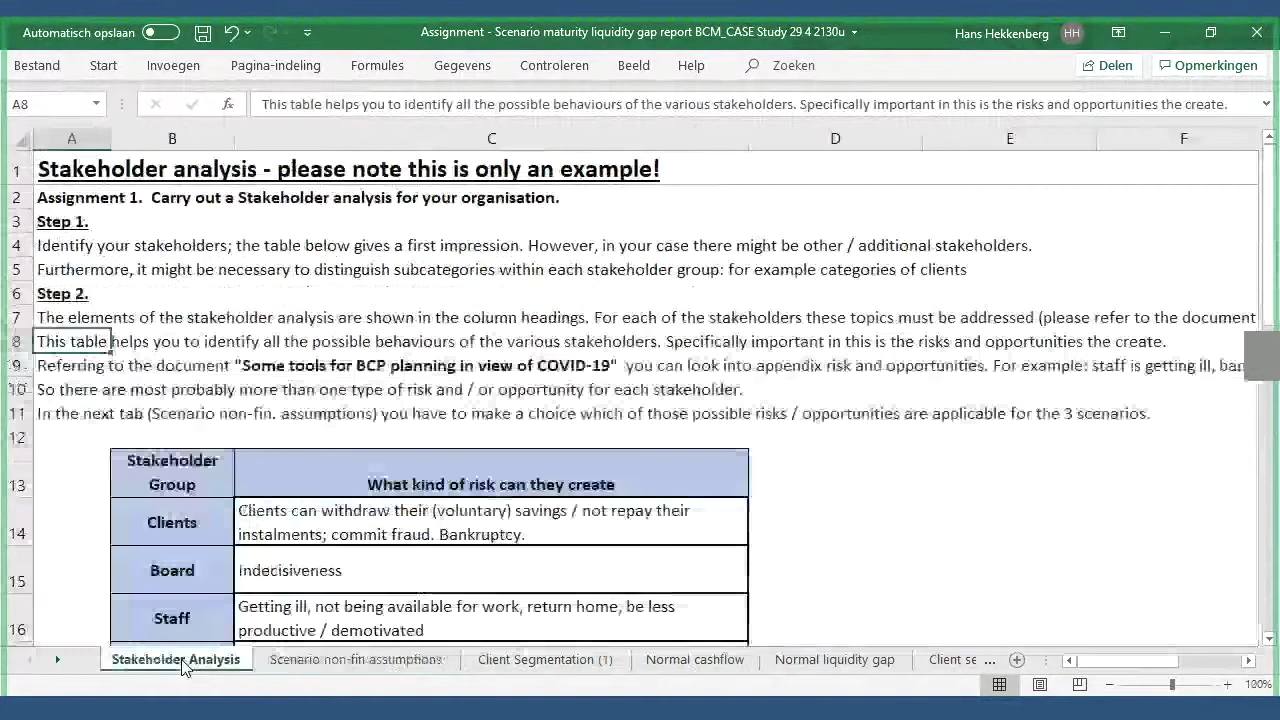 Automatisch opslaan
Assignment - Scenario maturity liquidity gap report BCM_CASE Study 29 4 2130u
Hans Hekkenberg HH
Bestand Start Invoegen Pagina-indeling Formules Gegevens Controleren Beeld Help Zoeken Delen Opmerkingen
A8 fx This table helps you to identify all the possible behaviours of the various stakeholders. Specifically important in this is the risks and opportunities the create.
A B C D E F
1 Stakeholder analysis - please note this is only an example!
2 Assignment 1. Carry out a Stakeholder analysis for your organisation.
3 Step 1.
4 Identify your stakeholders; the table below gives a first impression. However, in your case there might be other / additional stakeholders.
5 Furthermore, it might be necessary to distinguish subcategories within each stakeholder group: for example categories of clients
6 Step 2.
7 The elements of the stakeholder analysis are shown in the column headings. For each of the stakeholders these topics must be addressed (please refer to the document
8 This table helps you to identify all the possible behaviours of the various stakeholders. Specifically important in this is the risks and opportunities the create.
9 Referring to the document "Some tools for BCP planning in view of COVID-19" you can look into appendix risk and opportunities. For example: staff is getting ill, ban
10 So there are most probably more than one type of risk and / or opportunity for each stakeholder.
11 In the next tab (Scenario non-fin. assumptions) you have to make a choice which of those possible risks / opportunities are applicable for the 3 scenarios.
12
Stakeholder
13 Group What kind of risk can they create
Clients can withdraw their (voluntary) savings / not repay their
14 Clients instalments; commit fraud. Bankruptcy.
15 Board Indecisiveness
Getting ill, not being available for work, return home, be less
16 Staff productive / demotivated
Stakeholder Analysis Scenario non-fin assumptions Client Segmentation (1) Normal cashflow Normal liquidity gap Client se ...
100%